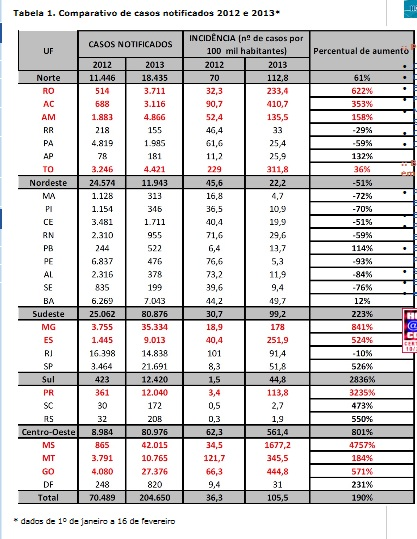 Tabela 1. Comparativo de casos notificados 2012 e 2013*
UF CASOS NOTIFICADOS INCIDÊNCIA (nº de casos por 100 mil habitantes) Percentual de aumento
2012 2013 2012 2013
Norte 11.446 18.435 70 112,8 61%
RO 514 3.711 32,3 233,4 622%
AC 688 3.116 90,7 410,7 353%
AM 1.883 4.866 52,4 135,5 158%
RR 218 155 46,4 33 -29%
PA 4.819 1.985 61,6 25,4 -59%
AP 78 181 11,2 25,9 132%
TO 3.246 4.421 229 311,8 36%
Nordeste 24.574 11.943 45,6 22,2 -51%
MA 1.128 313 16,8 4,7 -72%
PI 1.154 346 36,5 10,9 -70%
CE 3.481 1.711 40,4 19,9 -51%
RN 2.310 955 71,6 29,6 -59%
PB 244 522 6,4 13,7 114%
PE 6.837 476 76,6 5,3 -93%
AL 2.316 378 73,2 11,9 -84%
SE 835 199 39,6 9,4 -76%
BA 6.269 7.043 44,2 49,7 12%
Sudeste 25.062 80.876 30,7 99,2 223%
MG 3.755 35.334 18,9 178 841%
ES 1.445 9.013 40,4 251,9 524%
RJ 16.398 14.838 101 91,4 -10%
SP 3.464 21.691 8,3 51,8 526%
Sul 423 12.420 1,5 44,8 2836%
PR 361 12.040 3,4 113,8 3235%
SC 30 172 0,5 2,7 473%
RS 32 208 0,3 1,9 550%
Centro-Oeste 8.984 80.976 62,3 561,4 801%
MS 865 42.015 34,5 1677,2 4757%
MT 3.791 10.765 121,7 345,5 184%
GO 4.080 27.376 66,3 444,8 571%
DF 248 820 9,4 31 231%
Total 70.489 204.650 36,3 105,5 190%
* dados de 1º de janeiro a 16 de fevereiro